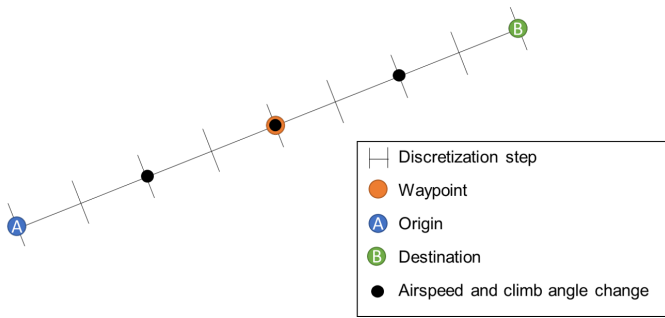 B
A
Discretization step
Waypoint
A Origin
B Destination
Airspeed and climb angle change